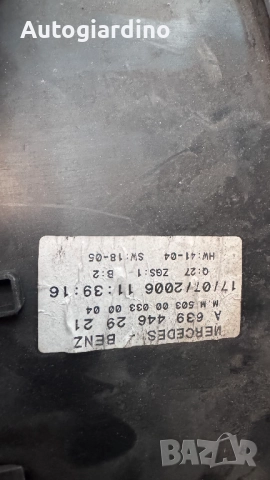 Autogiardino
MERCEDES - BENZ
A 639 446 29 21
M M 503 00 033 00 04
17/07/2006 11:39:16
Q:27 ZGS:1- B:2
HW:41-04 SW:18-05
BAZAR